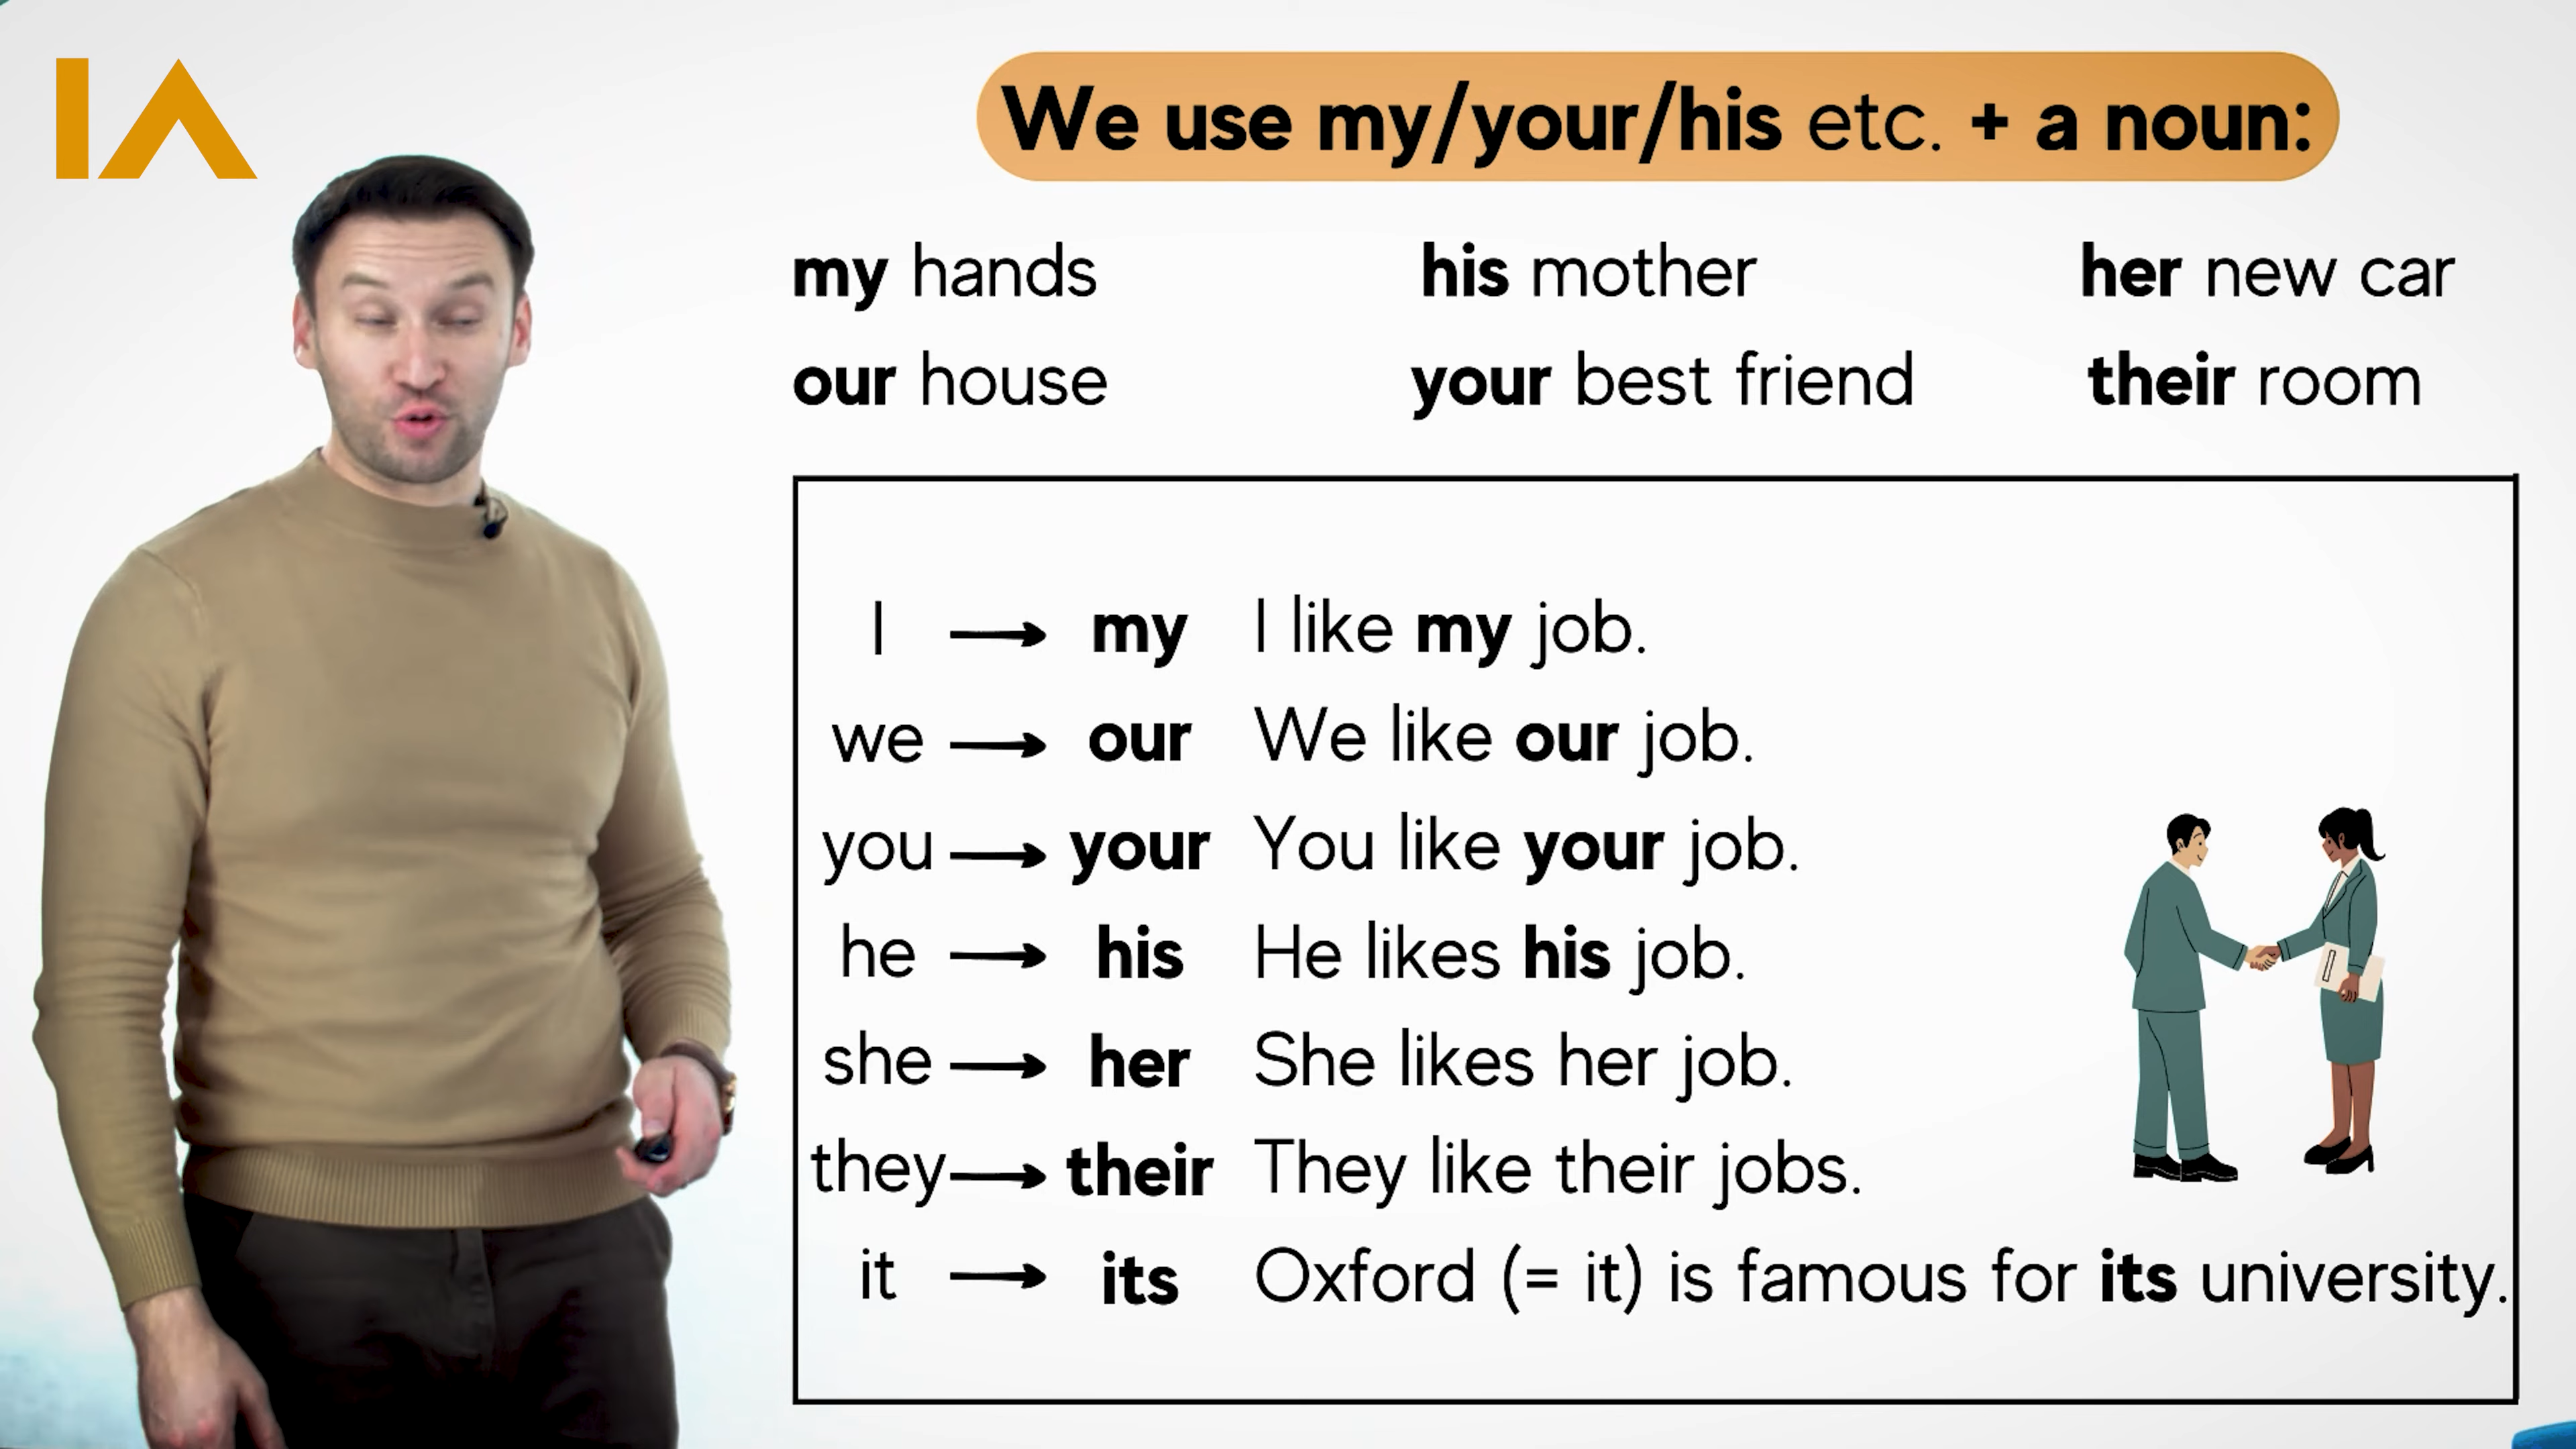 IA
We use my/your/his etc. + a noun:
my hands his mother her new car
our house your best friend their room
I → my I like my job.
we → our We like our job.
you → your You like your job.
he → his He likes his job.
she → her She likes her job.
they → their They like their jobs.
it → its Oxford (= it) is famous for its university.